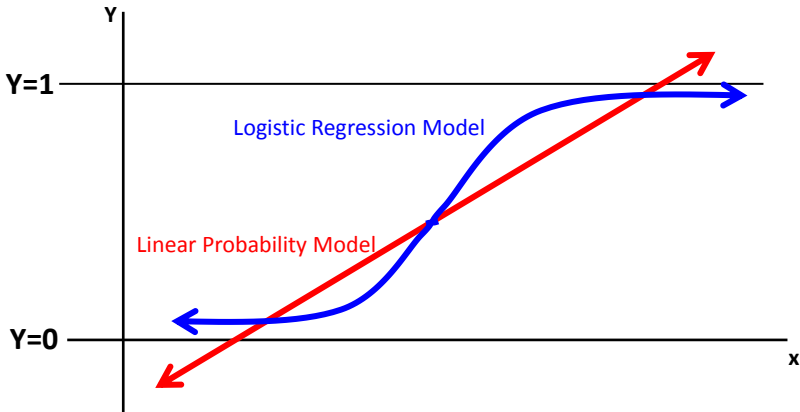 Y
Y=1
Logistic Regression Model
Linear Probability Model
Y=0
x